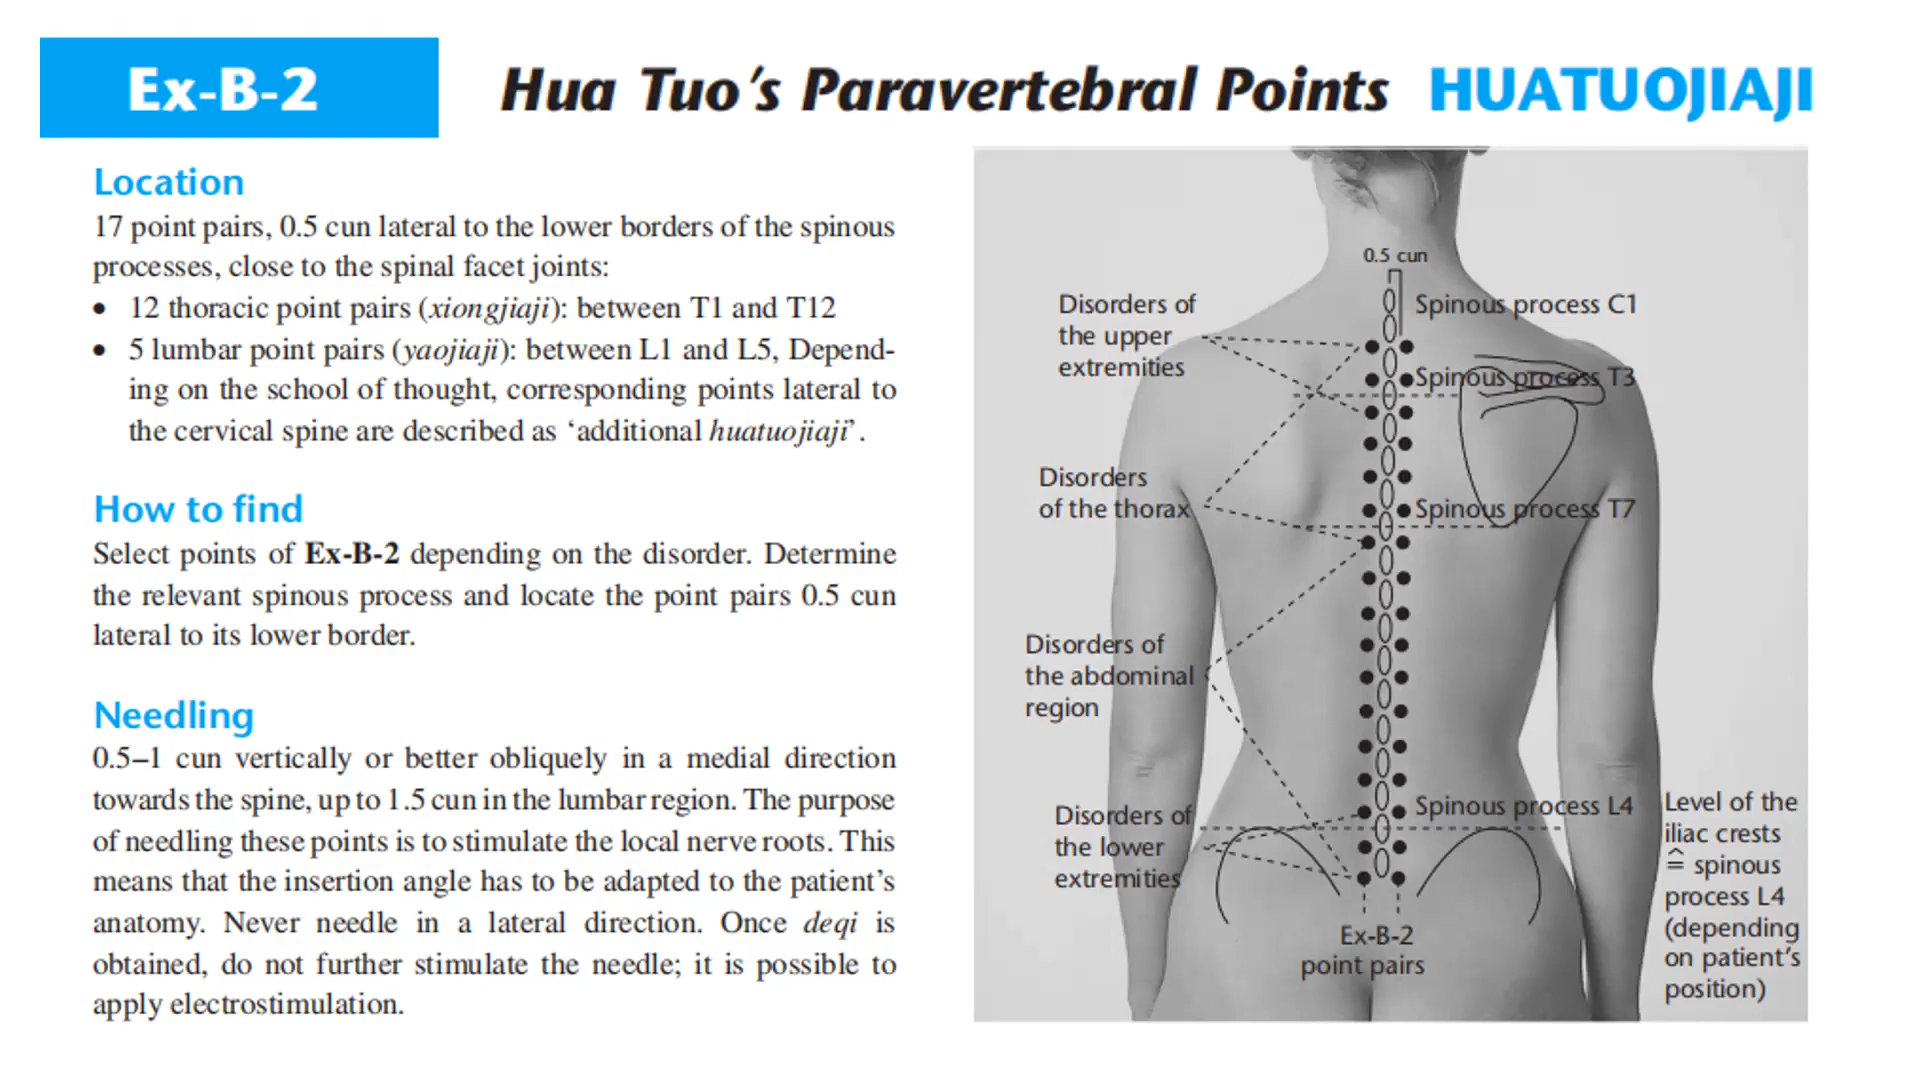 Ex-B-2
Hua Tuo's Paravertebral Points HUATUOJIAJI
Location
17 point pairs, 0.5 cun lateral to the lower borders of the spinous
processes, close to the spinal facet joints:
• 12 thoracic point pairs (xiongjiaji): between T1 and T12
• 5 lumbar point pairs (yaojiaji): between L1 and L5, Depend-
ing on the school of thought, corresponding points lateral to
the cervical spine are described as ‘additional huatuojiaji’.
How to find
Select points of Ex-B-2 depending on the disorder. Determine
the relevant spinous process and locate the point pairs 0.5 cun
lateral to its lower border.
Needling
0.5–1 cun vertically or better obliquely in a medial direction
towards the spine, up to 1.5 cun in the lumbar region. The purpose
of needling these points is to stimulate the local nerve roots. This
means that the insertion angle has to be adapted to the patient’s
anatomy. Never needle in a lateral direction. Once deqi is
obtained, do not further stimulate the needle; it is possible to
apply electrostimulation.
0.5 cun
Disorders of
the upper
extremities
Spinous process C1
Spinous process T3
Disorders
of the thorax
Spinous process T7
Disorders of
the abdominal
region
Disorders of
the lower
extremities
Spinous process L4
Level of the
iliac crests
≙ spinous
process L4
(depending
on patient’s
position)
Ex-B-2
point pairs